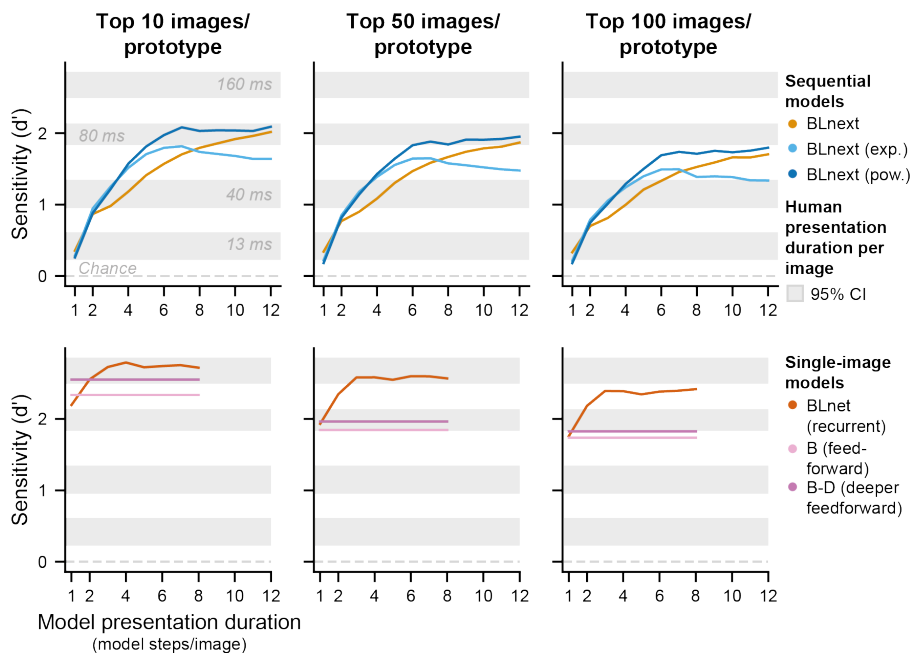 Top 10 images/
prototype
Top 50 images/
prototype
Top 100 images/
prototype
Sensitivity (d')
2
1
0
160 ms
80 ms
40 ms
13 ms
Chance
1 2 4 6 8 10 12
1 2 4 6 8 10 12
1 2 4 6 8 10 12
Sequential
models
BLnext
BLnext (exp.)
BLnext (pow.)
Human
presentation
duration per
image
95% CI
Sensitivity (d')
2
1
0
1 2 4 6 8 10 12
1 2 4 6 8 10 12
1 2 4 6 8 10 12
Model presentation duration
(model steps/image)
Single-image
models
BLnet
(recurrent)
B (feed-
forward)
B-D (deeper
feedforward)